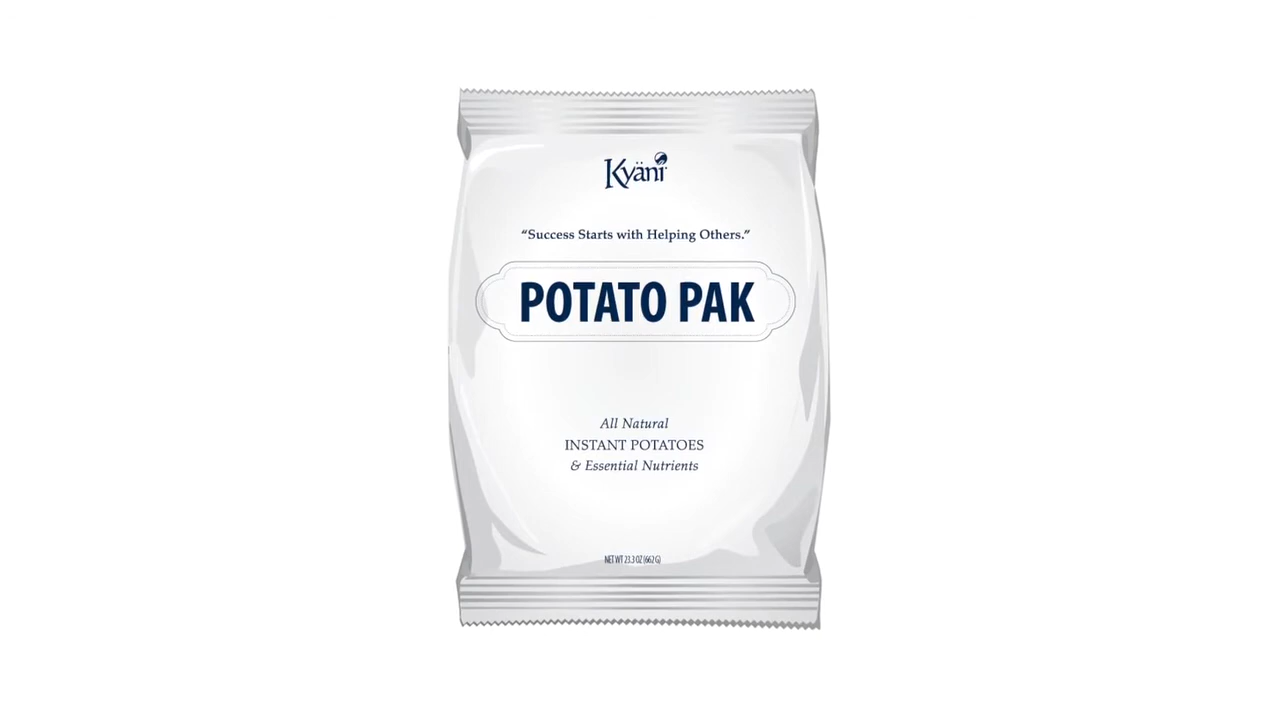 Kyäni
“Success Starts with Helping Others.”
POTATO PAK
All Natural
INSTANT POTATOES
& Essential Nutrients
NET WT 23.3 OZ (662 G)